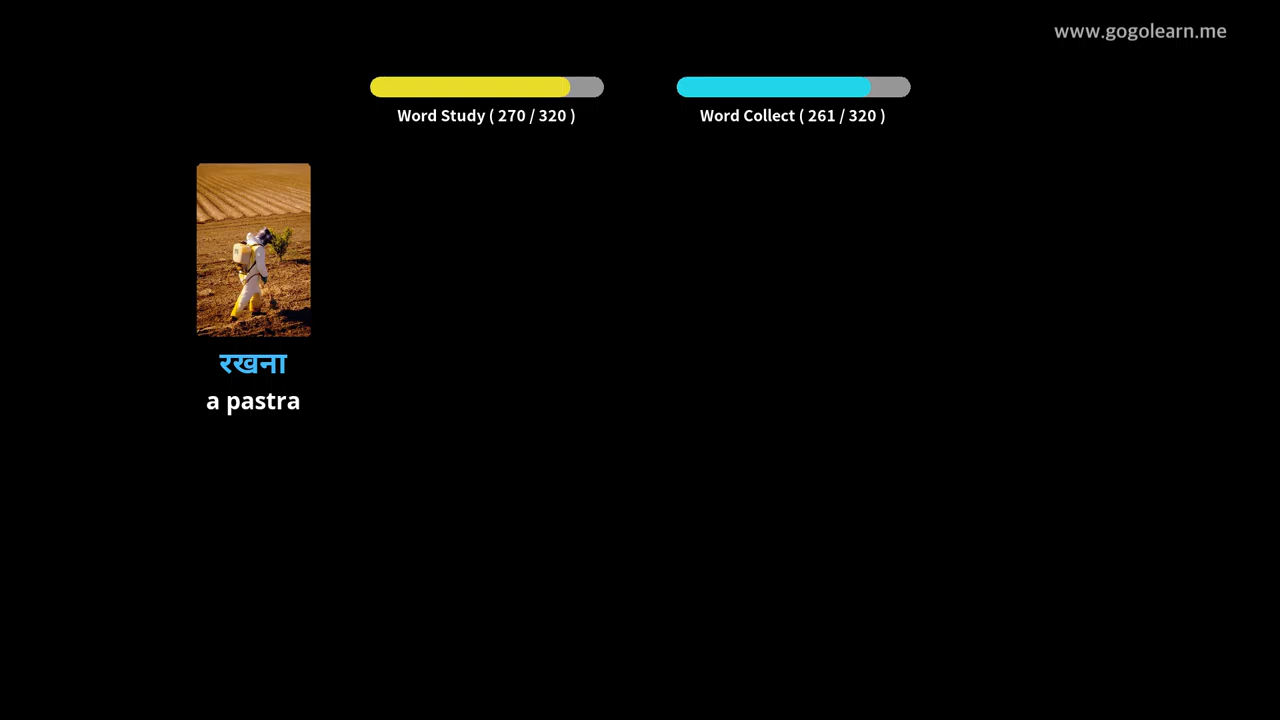 www.gogolearn.me
Word Study ( 270 / 320 )
Word Collect ( 261 / 320 )
रखना
a pastra